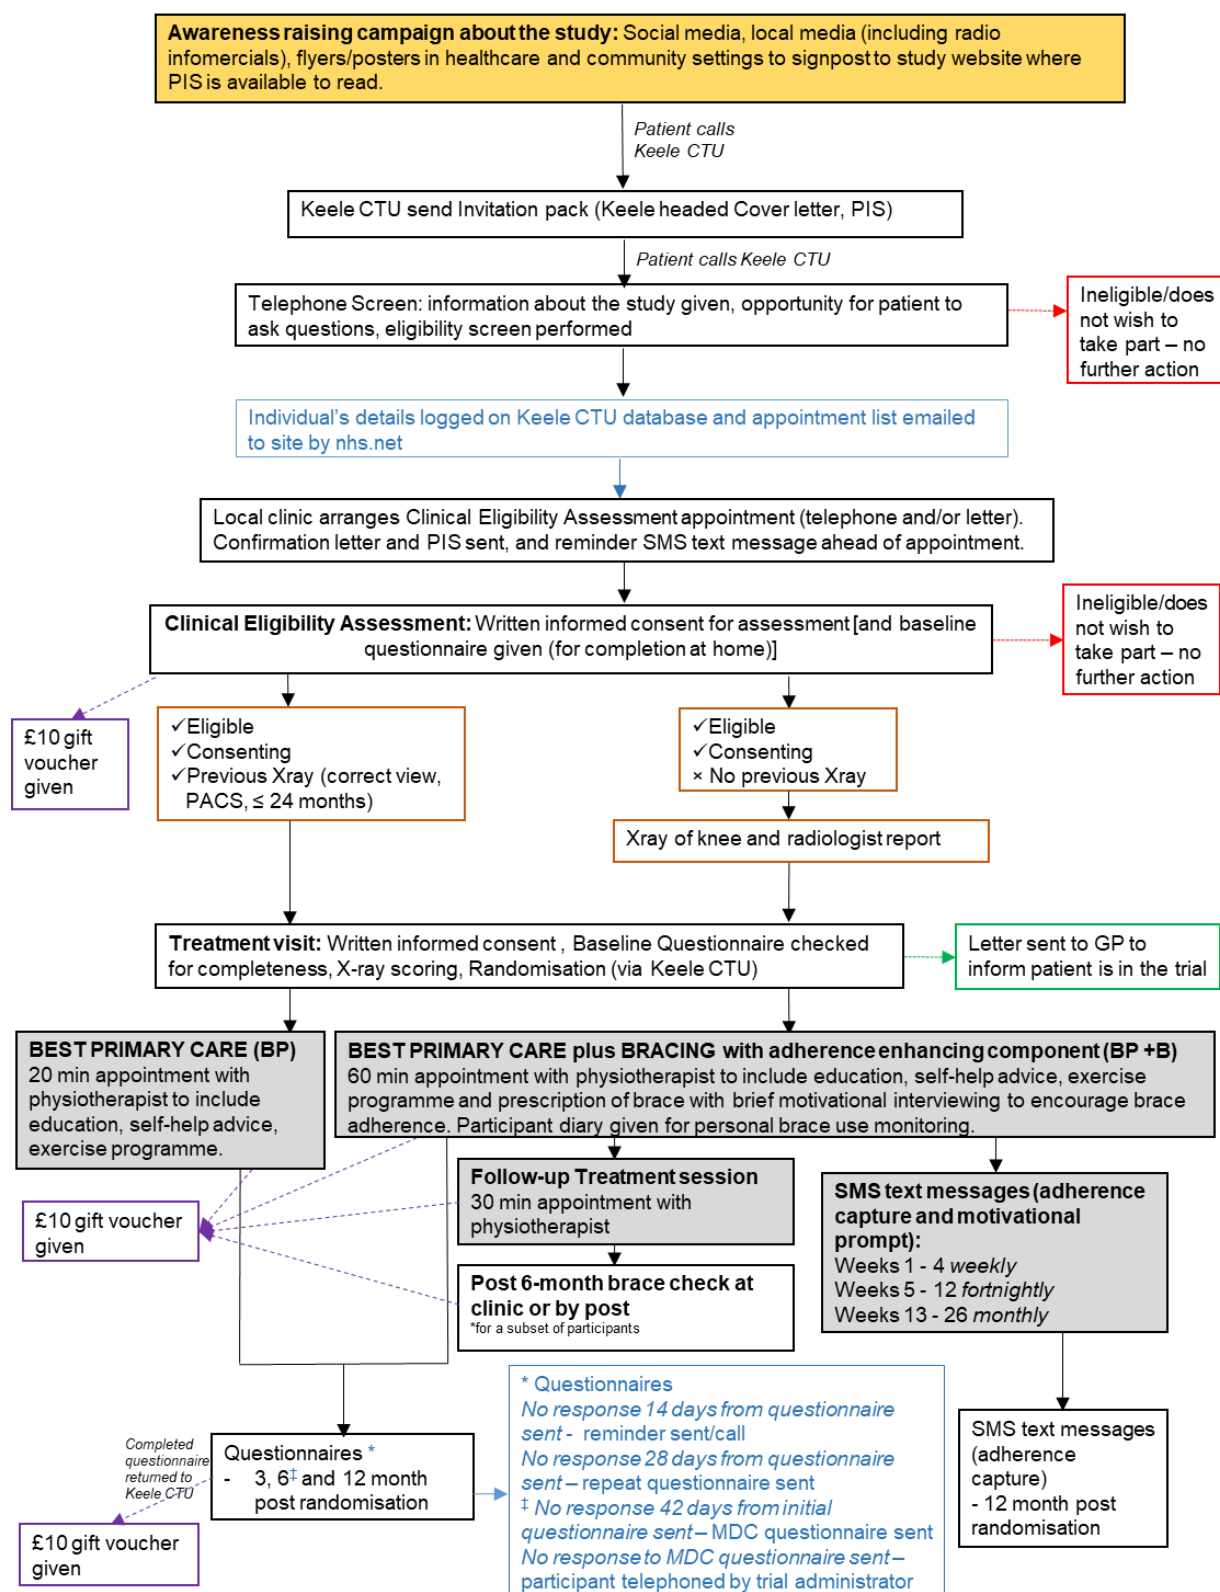 Awareness raising campaign about the study: Social media, local media (including radio
infomercials), flyers/posters in healthcare and community settings to signpost to study website where
PIS is available to read.
Patient calls
Keele CTU
Keele CTU send Invitation pack (Keele headed Cover letter, PIS)
Patient calls Keele CTU
Telephone Screen: information about the study given, opportunity for patient to
ask questions, eligibility screen performed
Ineligible/does
not wish to
take part – no
further action
Individual's details logged on Keele CTU database and appointment list emailed
to site by nhs.net
Local clinic arranges Clinical Eligibility Assessment appointment (telephone and/or letter).
Confirmation letter and PIS sent, and reminder SMS text message ahead of appointment.
Clinical Eligibility Assessment: Written informed consent for assessment [and baseline
questionnaire given (for completion at home)]
Ineligible/does
not wish to
take part – no
further action
£10 gift
voucher
given
✓Eligible
✓Consenting
✓Previous Xray (correct view,
PACS, ≤ 24 months)
✓Eligible
✓Consenting
× No previous Xray
Xray of knee and radiologist report
Treatment visit: Written informed consent , Baseline Questionnaire checked
for completeness, X-ray scoring, Randomisation (via Keele CTU)
Letter sent to GP to
inform patient is in the trial
BEST PRIMARY CARE (BP)
20 min appointment with
physiotherapist to include
education, self-help advice,
exercise programme.
BEST PRIMARY CARE plus BRACING with adherence enhancing component (BP +B)
60 min appointment with physiotherapist to include education, self-help advice, exercise
programme and prescription of brace with brief motivational interviewing to encourage brace
adherence. Participant diary given for personal brace use monitoring.
£10 gift voucher
given
Follow-up Treatment session
30 min appointment with
physiotherapist
Post 6-month brace check at
clinic or by post
*for a subset of participants
SMS text messages (adherence
capture and motivational
prompt):
Weeks 1 - 4 weekly
Weeks 5 - 12 fortnightly
Weeks 13 - 26 monthly
Completed
questionnaire
returned to
Keele CTU
Questionnaires *
- 3, 6‡ and 12 month
post randomisation
£10 gift voucher
given
* Questionnaires
No response 14 days from questionnaire
sent - reminder sent/call
No response 28 days from questionnaire
sent – repeat questionnaire sent
‡ No response 42 days from initial
questionnaire sent – MDC questionnaire sent
No response to MDC questionnaire sent –
participant telephoned by trial administrator
SMS text messages
(adherence
capture)
- 12 month post
randomisation